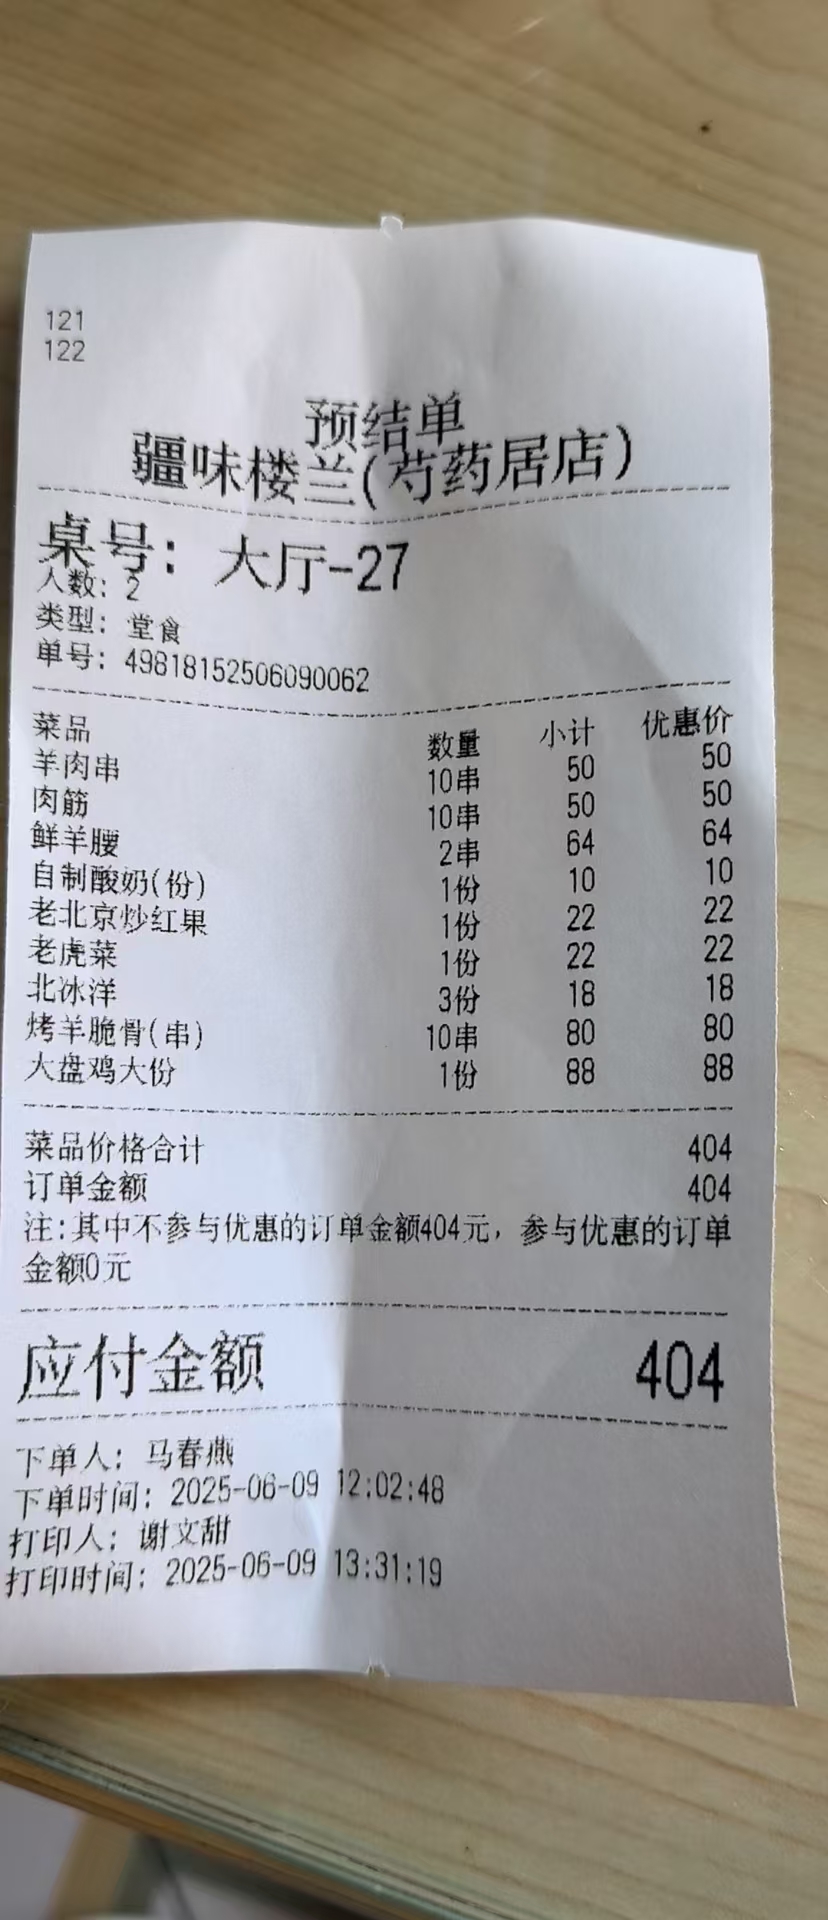 121
122
预结单
疆味楼兰(芍药居店)
桌号: 大厅-27
人数: 2
类型: 堂食
单号: 49818152506090062
菜品 数量 小计 优惠价
羊肉串 10串 50 50
肉筋 10串 50 50
鲜羊腰 2串 64 64
自制酸奶(份) 1份 10 10
老北京炒红果 1份 22 22
老虎菜 1份 22 22
北冰洋 3份 18 18
烤羊脆骨(串) 10串 80 80
大盘鸡大份 1份 88 88
菜品价格合计 404
订单金额 404
注:其中不参与优惠的订单金额404元，参与优惠的订单
金额0元
应付金额 404
下单人: 马春燕
下单时间: 2025-06-09 12:02:48
打印人: 谢文甜
打印时间: 2025-06-09 13:31:19